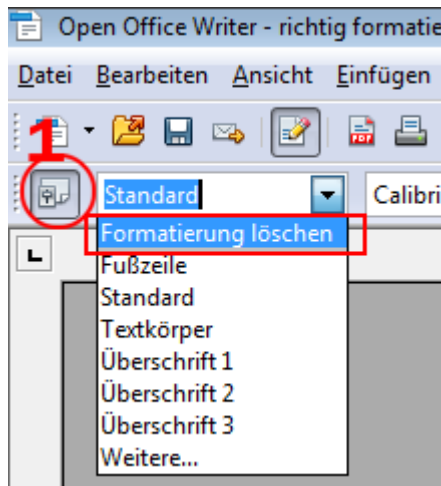 Open Office Writer - richtig formatie
Datei Bearbeiten Ansicht Einfügen
1
Standard Calibri
Formatierung löschen
Fußzeile
Standard
Textkörper
Überschrift 1
Überschrift 2
Überschrift 3
Weitere...